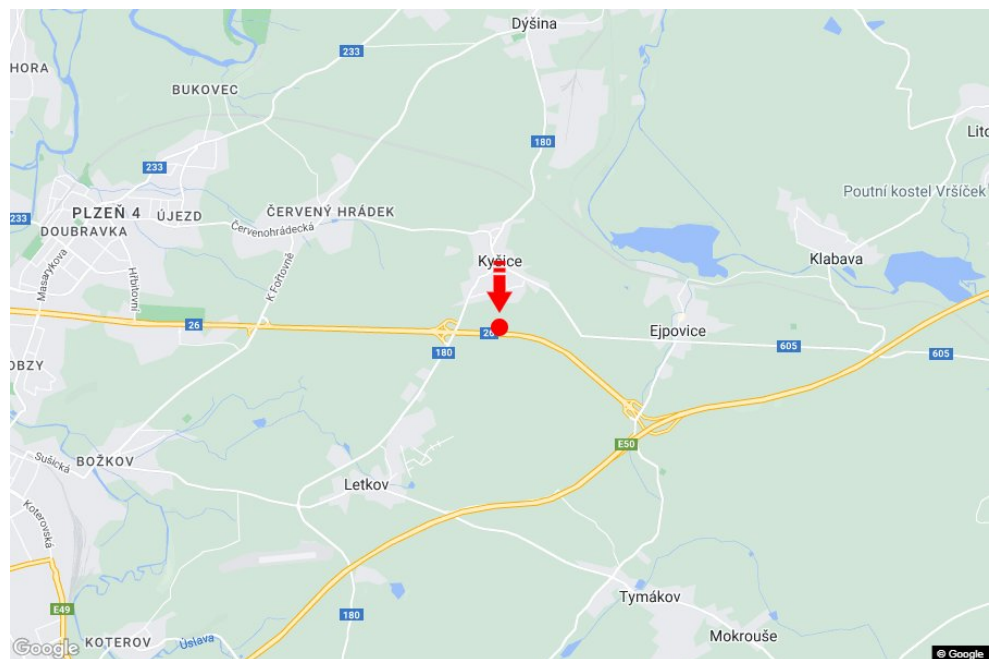 Dýšina
233
HORA
BUKOVEC
180
Lito
233
Poutní kostel Vršíček
233
PLZEŇ 4
ÚJEZD
ČERVENÝ HRÁDEK
DOUBRAVKA
Červenohrádecká
Masarykova
Hřbitovní
K Fořtovně
Kyšice
Klabava
26
26
Ejpovice
180
605
605
OBZY
E50
Sušická
BOŽKOV
Letkov
Koterovská
Tymákov
E49
180
Mokrouše
KOTEROV
Úslava
Google
© Google